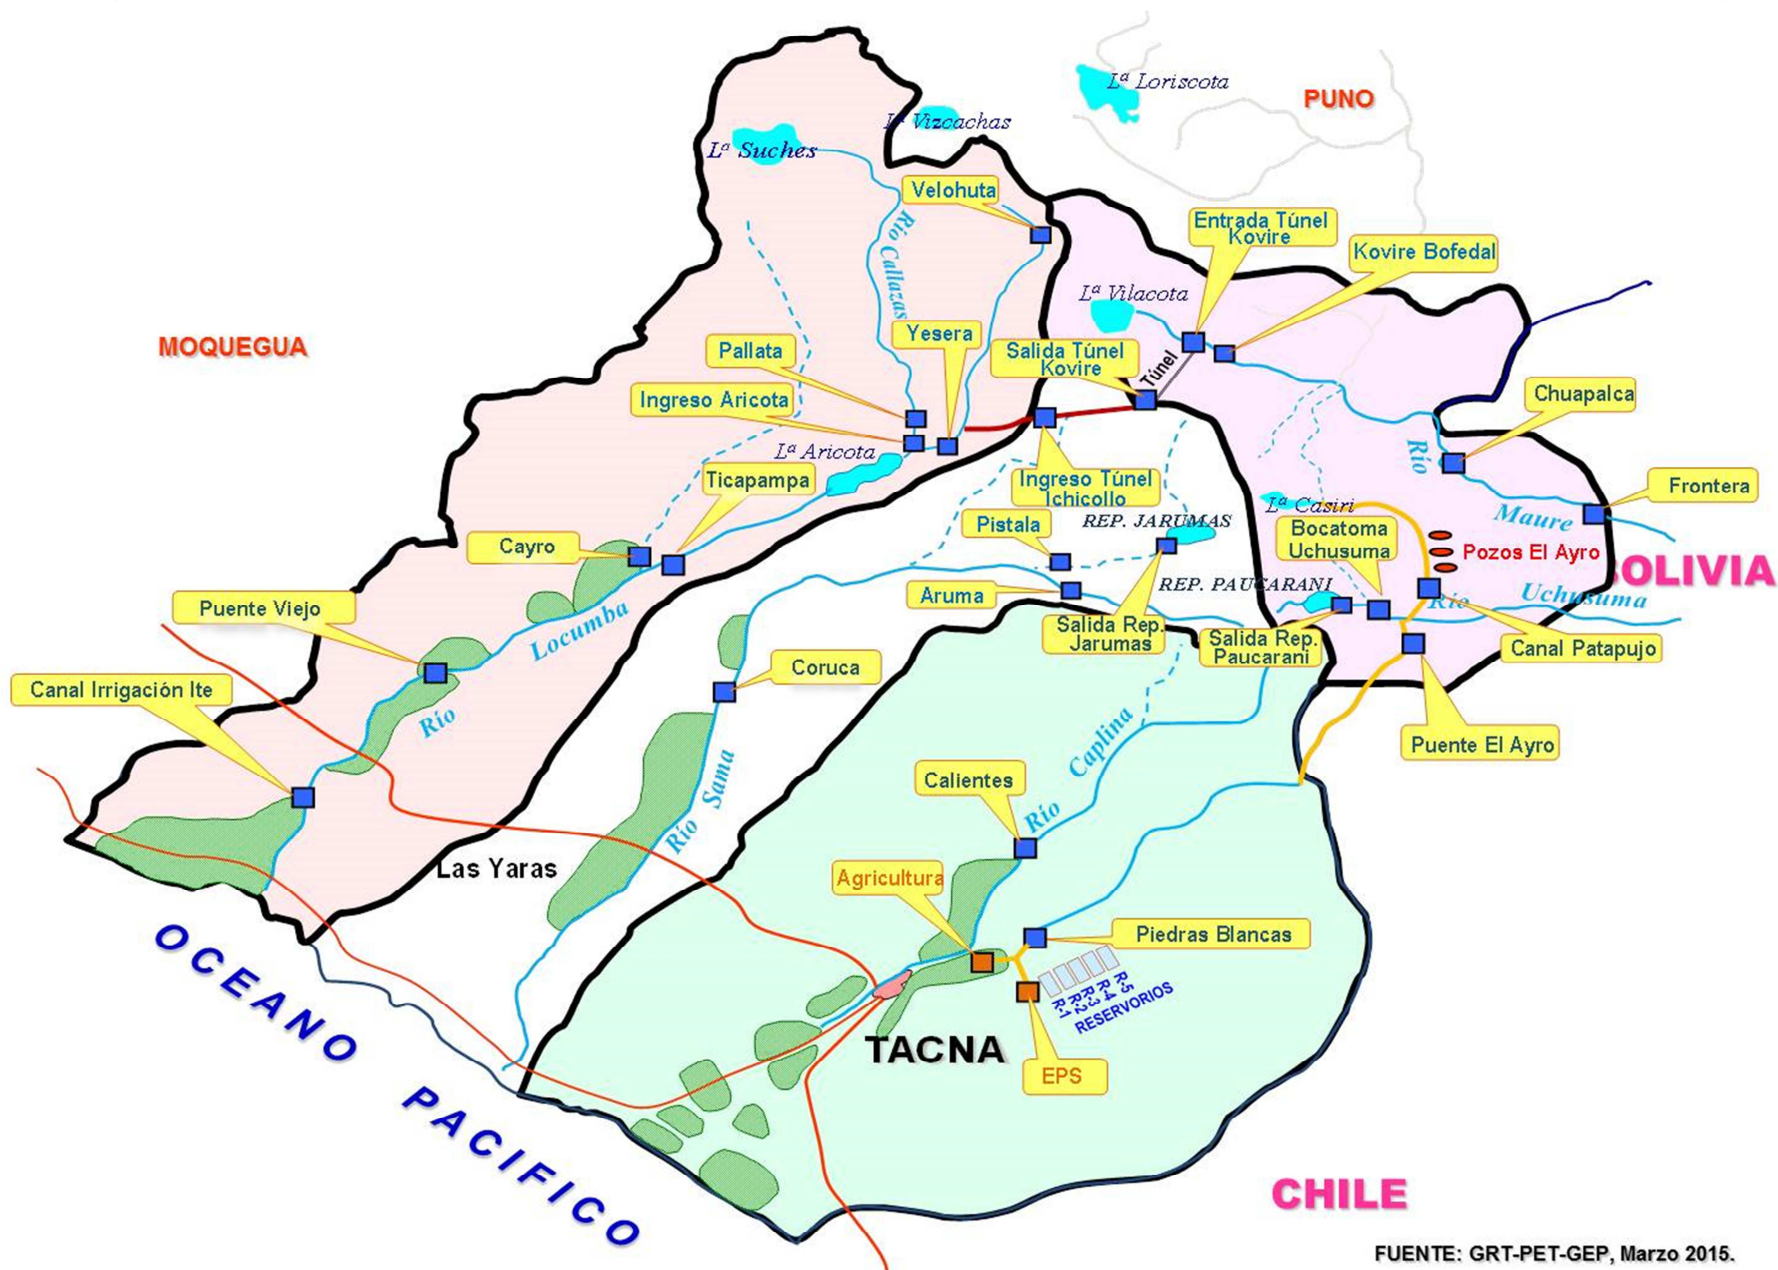 Lª Loriscota
PUNO
Lª Vizcachas
Lª Suches
Velohuta
Entrada Túnel
Kovire
Kovire Bofedal
Río Callazas
Lª Vilacota
MOQUEGUA
Pallata
Yesera
Salida Túnel
Kovire
Túnel
Ingreso Aricota
Chuapalca
Lª Aricota
Río
Ticapampa
Ingreso Túnel
Ichicollo
Frontera
Maure
Lª Casiri
Pistala
REP. JARUMAS
Bocatoma
Uchusuma
Pozos El Ayro
Cayro
OLIVIA
REP. PAUCARANI
Aruma
Río
Uchusuma
Puente Viejo
Locumba
Salida Rep.
Jarumas
Salida Rep.
Paucarani
Canal Patapujo
Coruca
Canal Irrigación Ite
Río
Caplina
Puente El Ayro
Sama
Calientes
Río
Río
Las Yaras
Agricultura
Piedras Blancas
R-5
R-4
R-3
R-2
R-1
RESERVORIOS
TACNA
EPS
OCEANO PACIFICO
CHILE
FUENTE: GRT-PET-GEP, Marzo 2015.